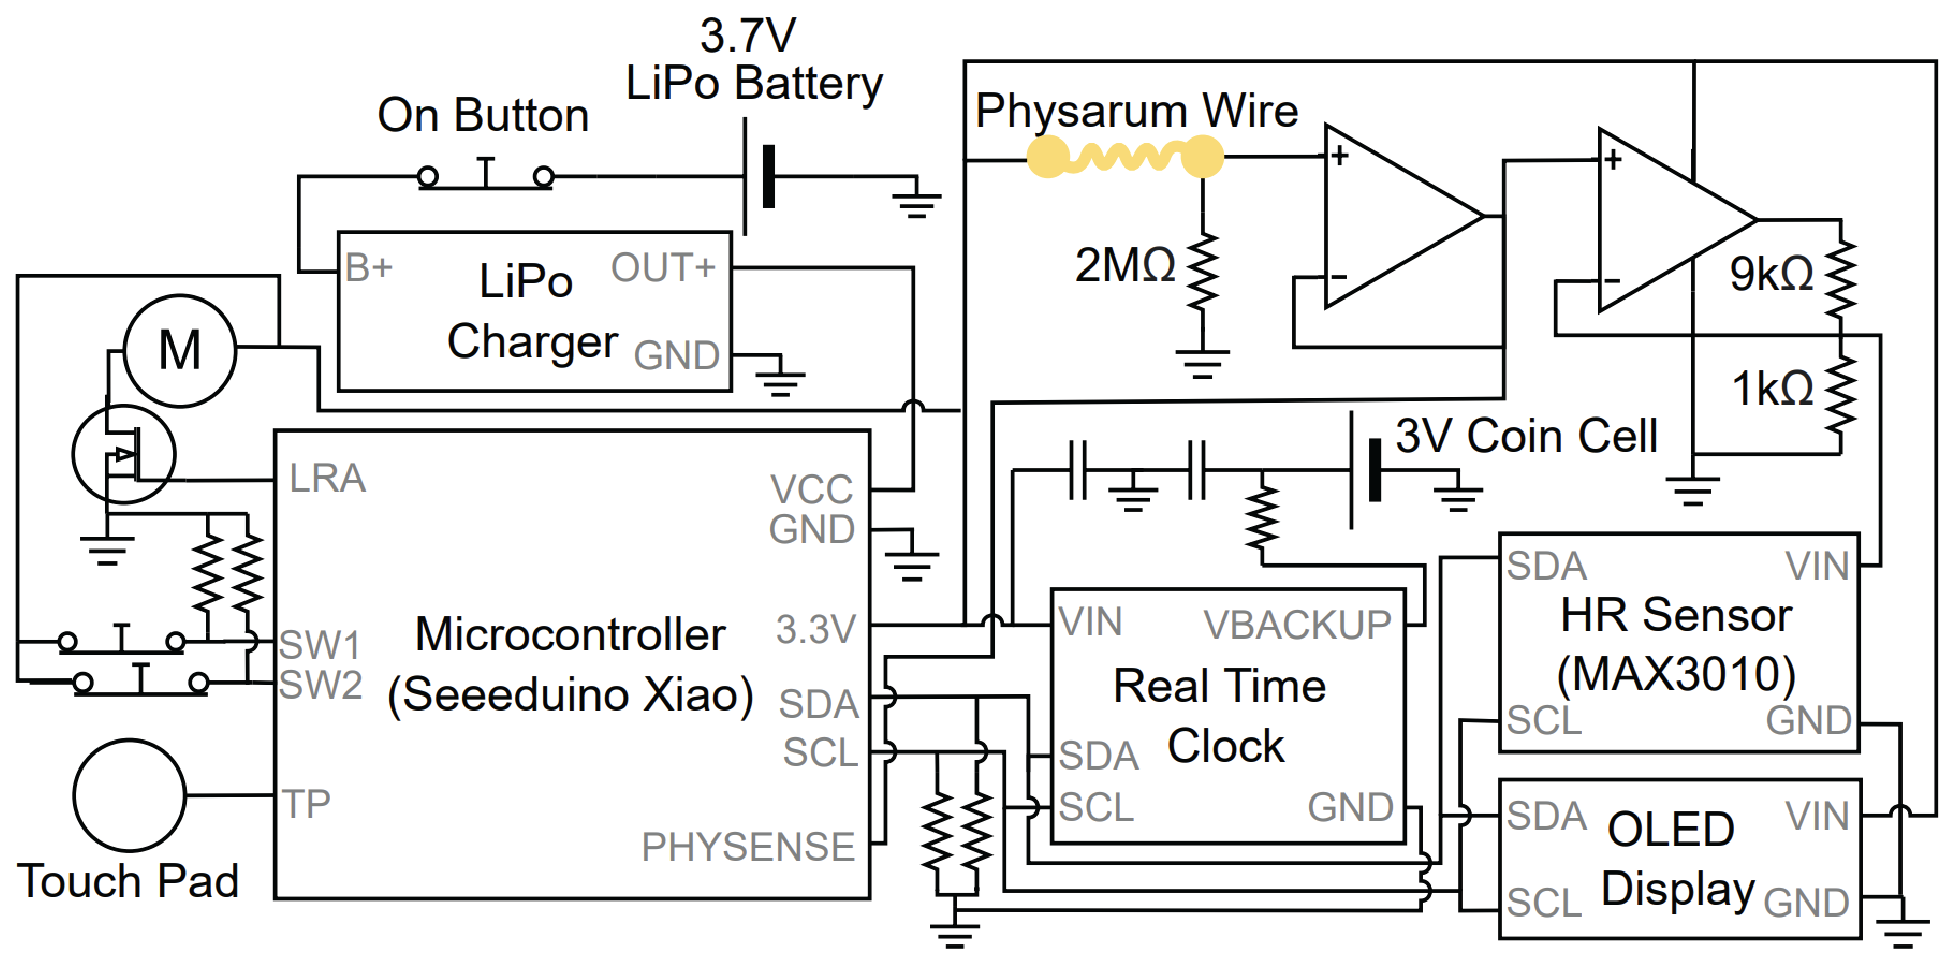 3.7V
LiPo Battery
On Button
Physarum Wire
+
+
B+
LiPo
Charger
OUT+
GND
2MΩ
−
−
9kΩ
1kΩ
M
3V Coin Cell
LRA
VCC
GND
SW1
SW2
Microcontroller
(Seeeduino Xiao)
3.3V
SDA
SCL
TP
PHYSENSE
Touch Pad
VIN
VBACKUP
Real Time
Clock
SDA
SCL
GND
SDA
VIN
HR Sensor
(MAX3010)
SCL
GND
SDA
VIN
OLED
Display
SCL
GND